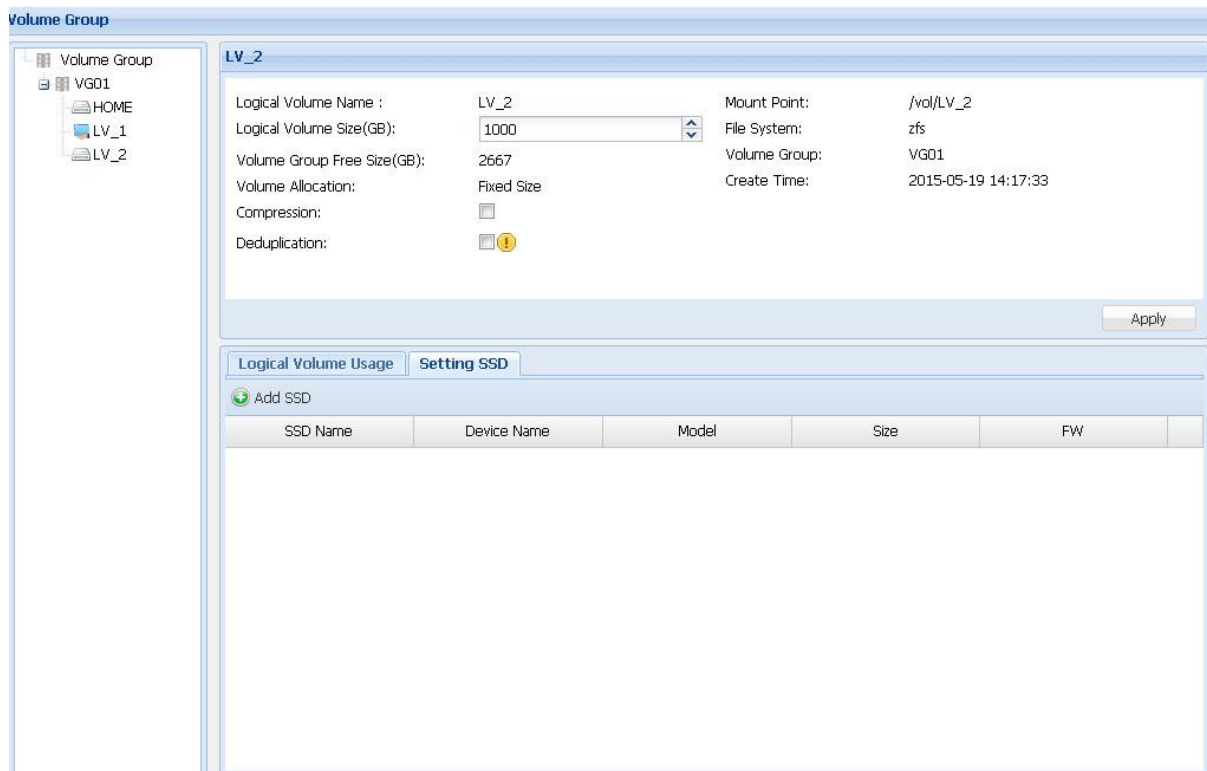 Volume Group
Volume Group
VG01
HOME
LV_1
LV_2
LV_2
Logical Volume Name : LV_2 Mount Point: /vol/LV_2
Logical Volume Size(GB): 1000 File System: zfs
Volume Group Free Size(GB): 2667 Volume Group: VG01
Volume Allocation: Fixed Size Create Time: 2015-05-19 14:17:33
Compression:
Deduplication:
Apply
Logical Volume Usage Setting SSD
Add SSD
SSD Name Device Name Model Size FW